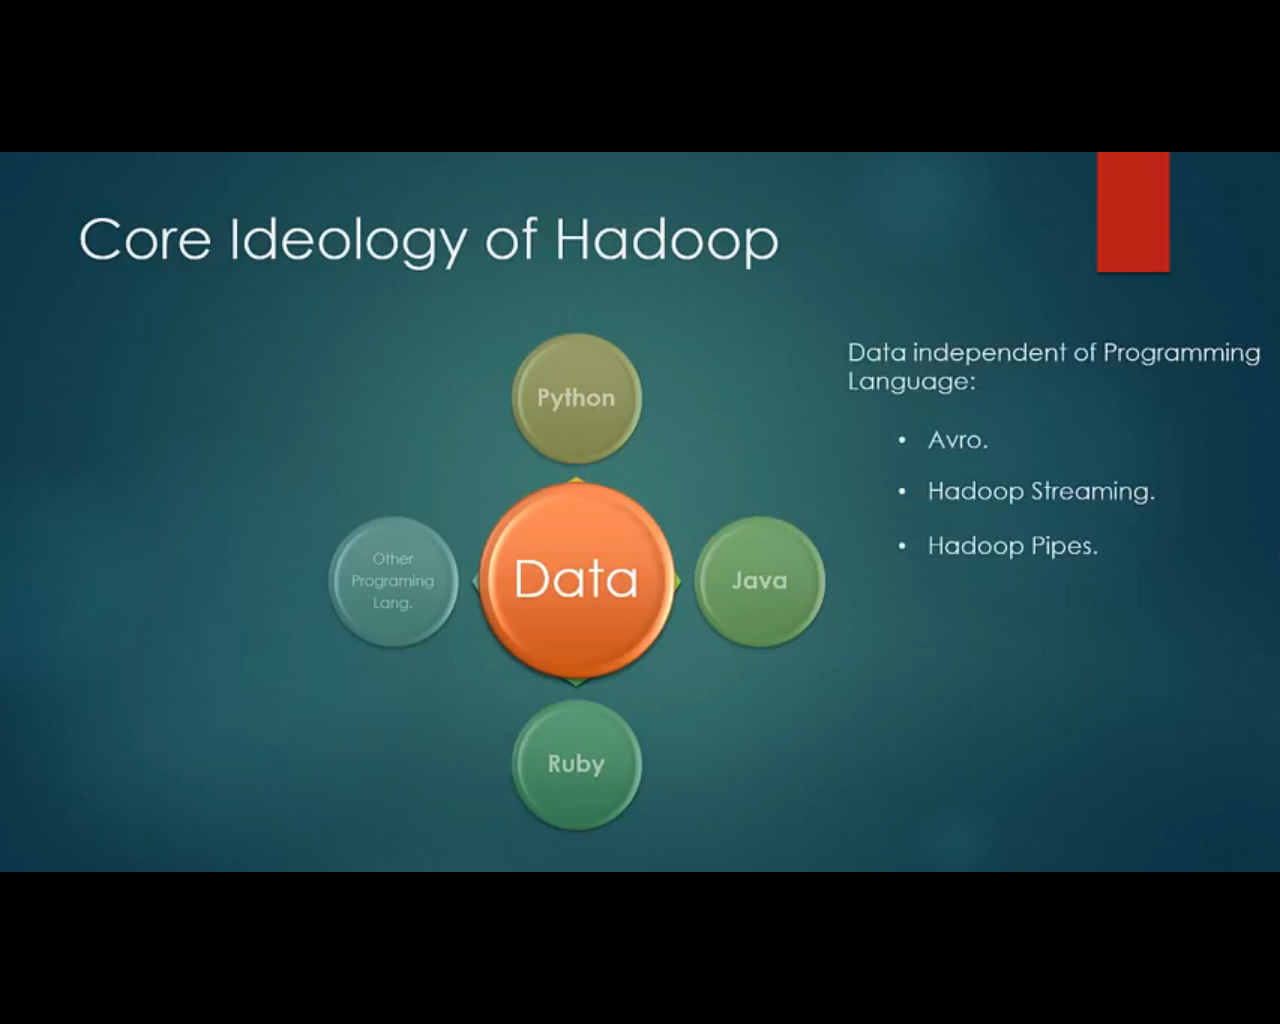 Core Ideology of Hadoop
Python
Other
Programing
Lang.
Data
Java
Ruby
Data independent of Programming
Language:
• Avro.
• Hadoop Streaming.
• Hadoop Pipes.